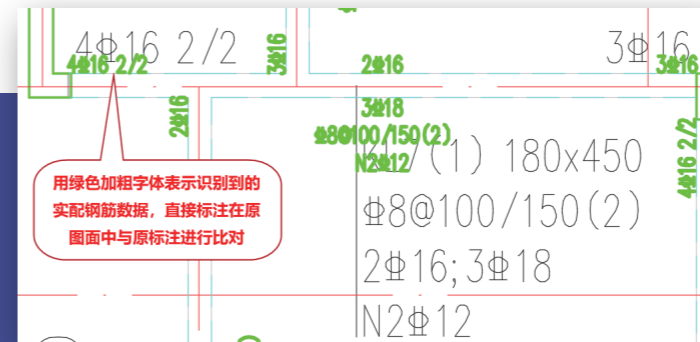 4⌀16 2/2
3⌀16
4⌀16 2/2
3⌀16
2⌀16
3⌀16
2⌀16
3⌀18
⌀8@100/150(2)
N2⌀12
(1) 180x450
4⌀16 2/2
用绿色加粗字体表示识别到的
实配钢筋数据，直接标注在原
图面中与原标注进行比对
⌀8@100/150(2)
2⌀16;3⌀18
N2⌀12